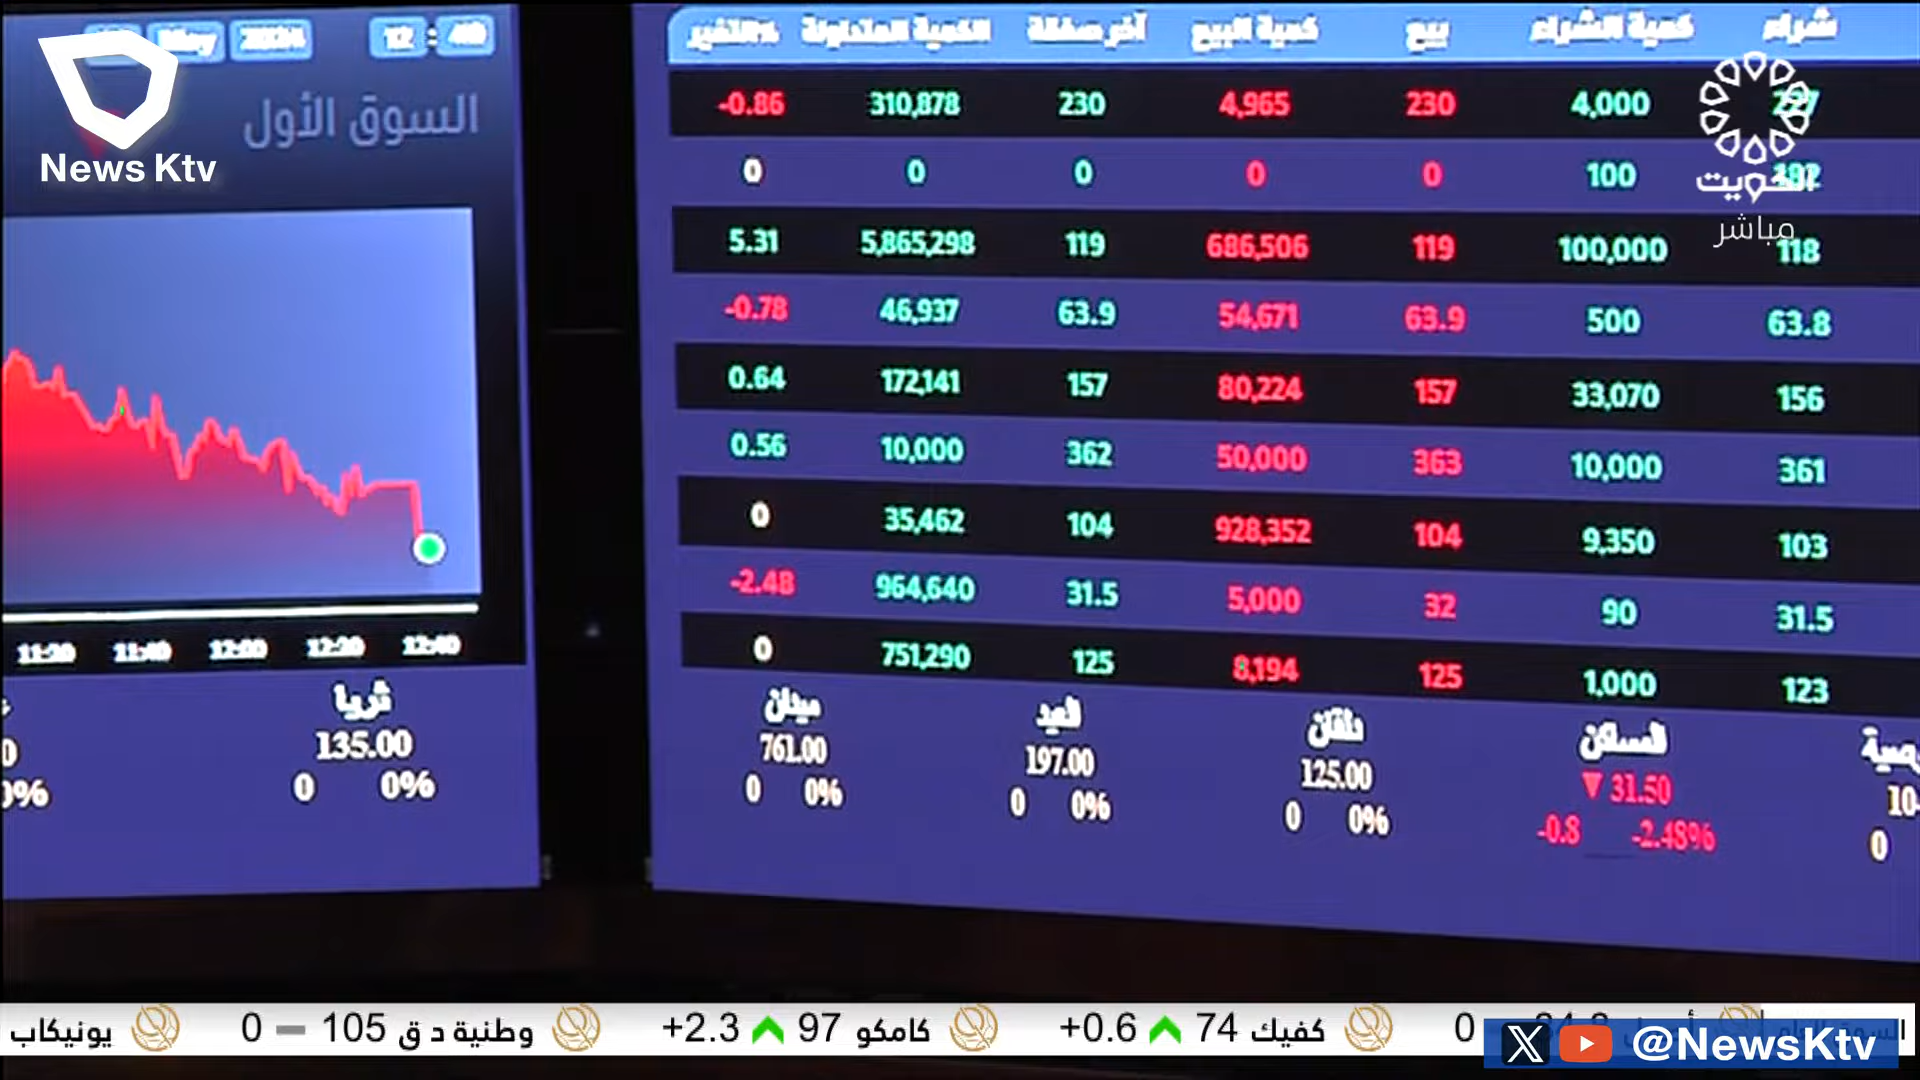 News Ktv
May 2024 12:40
السوق الأول
11:20 11:40 12:00 12:20 12:40
ثريا
135.00
0 0%
الكويت
مباشر
شراء كمية الشراء بيع كمية البيع آخر صفقة الكمية المتداولة التغير%
227 4,000 230 4,965 230 310,878 -0.86
192 100 0 0 0 0 0
118 100,000 119 686,506 119 5,865,298 5.31
63.8 500 63.9 54,671 63.9 46,937 -0.78
156 33,070 157 80,224 157 172,141 0.64
361 10,000 363 50,000 362 10,000 0.56
103 9,350 104 928,352 104 35,462 0
31.5 90 32 5,000 31.5 964,640 -2.48
123 1,000 125 8,194 125 751,290 0
ميدان
761.00
0 0%
العيد
197.00
0 0%
دلقان
125.00
0 0%
المساكن
▼ 31.50
-0.8 -2.48%
0
كفيك 74 +0.6 كامكو 97 +2.3 وطنية د ق 105 0 يونيكاب
@NewsKtv